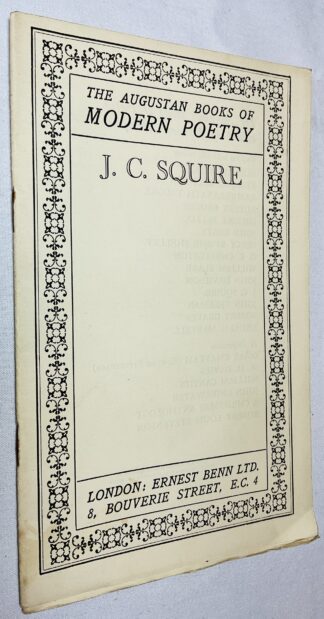 THE AUGUSTAN BOOKS OF
MODERN POETRY
J. C. SQUIRE
LONDON: ERNEST BENN LTD.
8, BOUVERIE STREET, E.C. 4